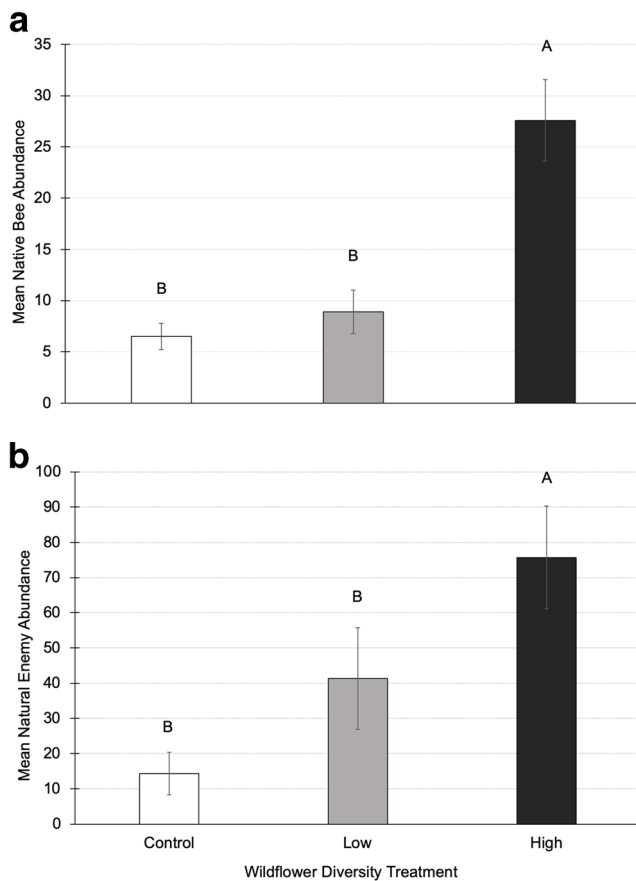 a
35
30
25
20
15
10
5
0
Mean Native Bee Abundance
B
B
A
b
100
90
80
70
60
50
40
30
20
10
0
Mean Natural Enemy Abundance
B
B
A
Control Low High
Wildflower Diversity Treatment